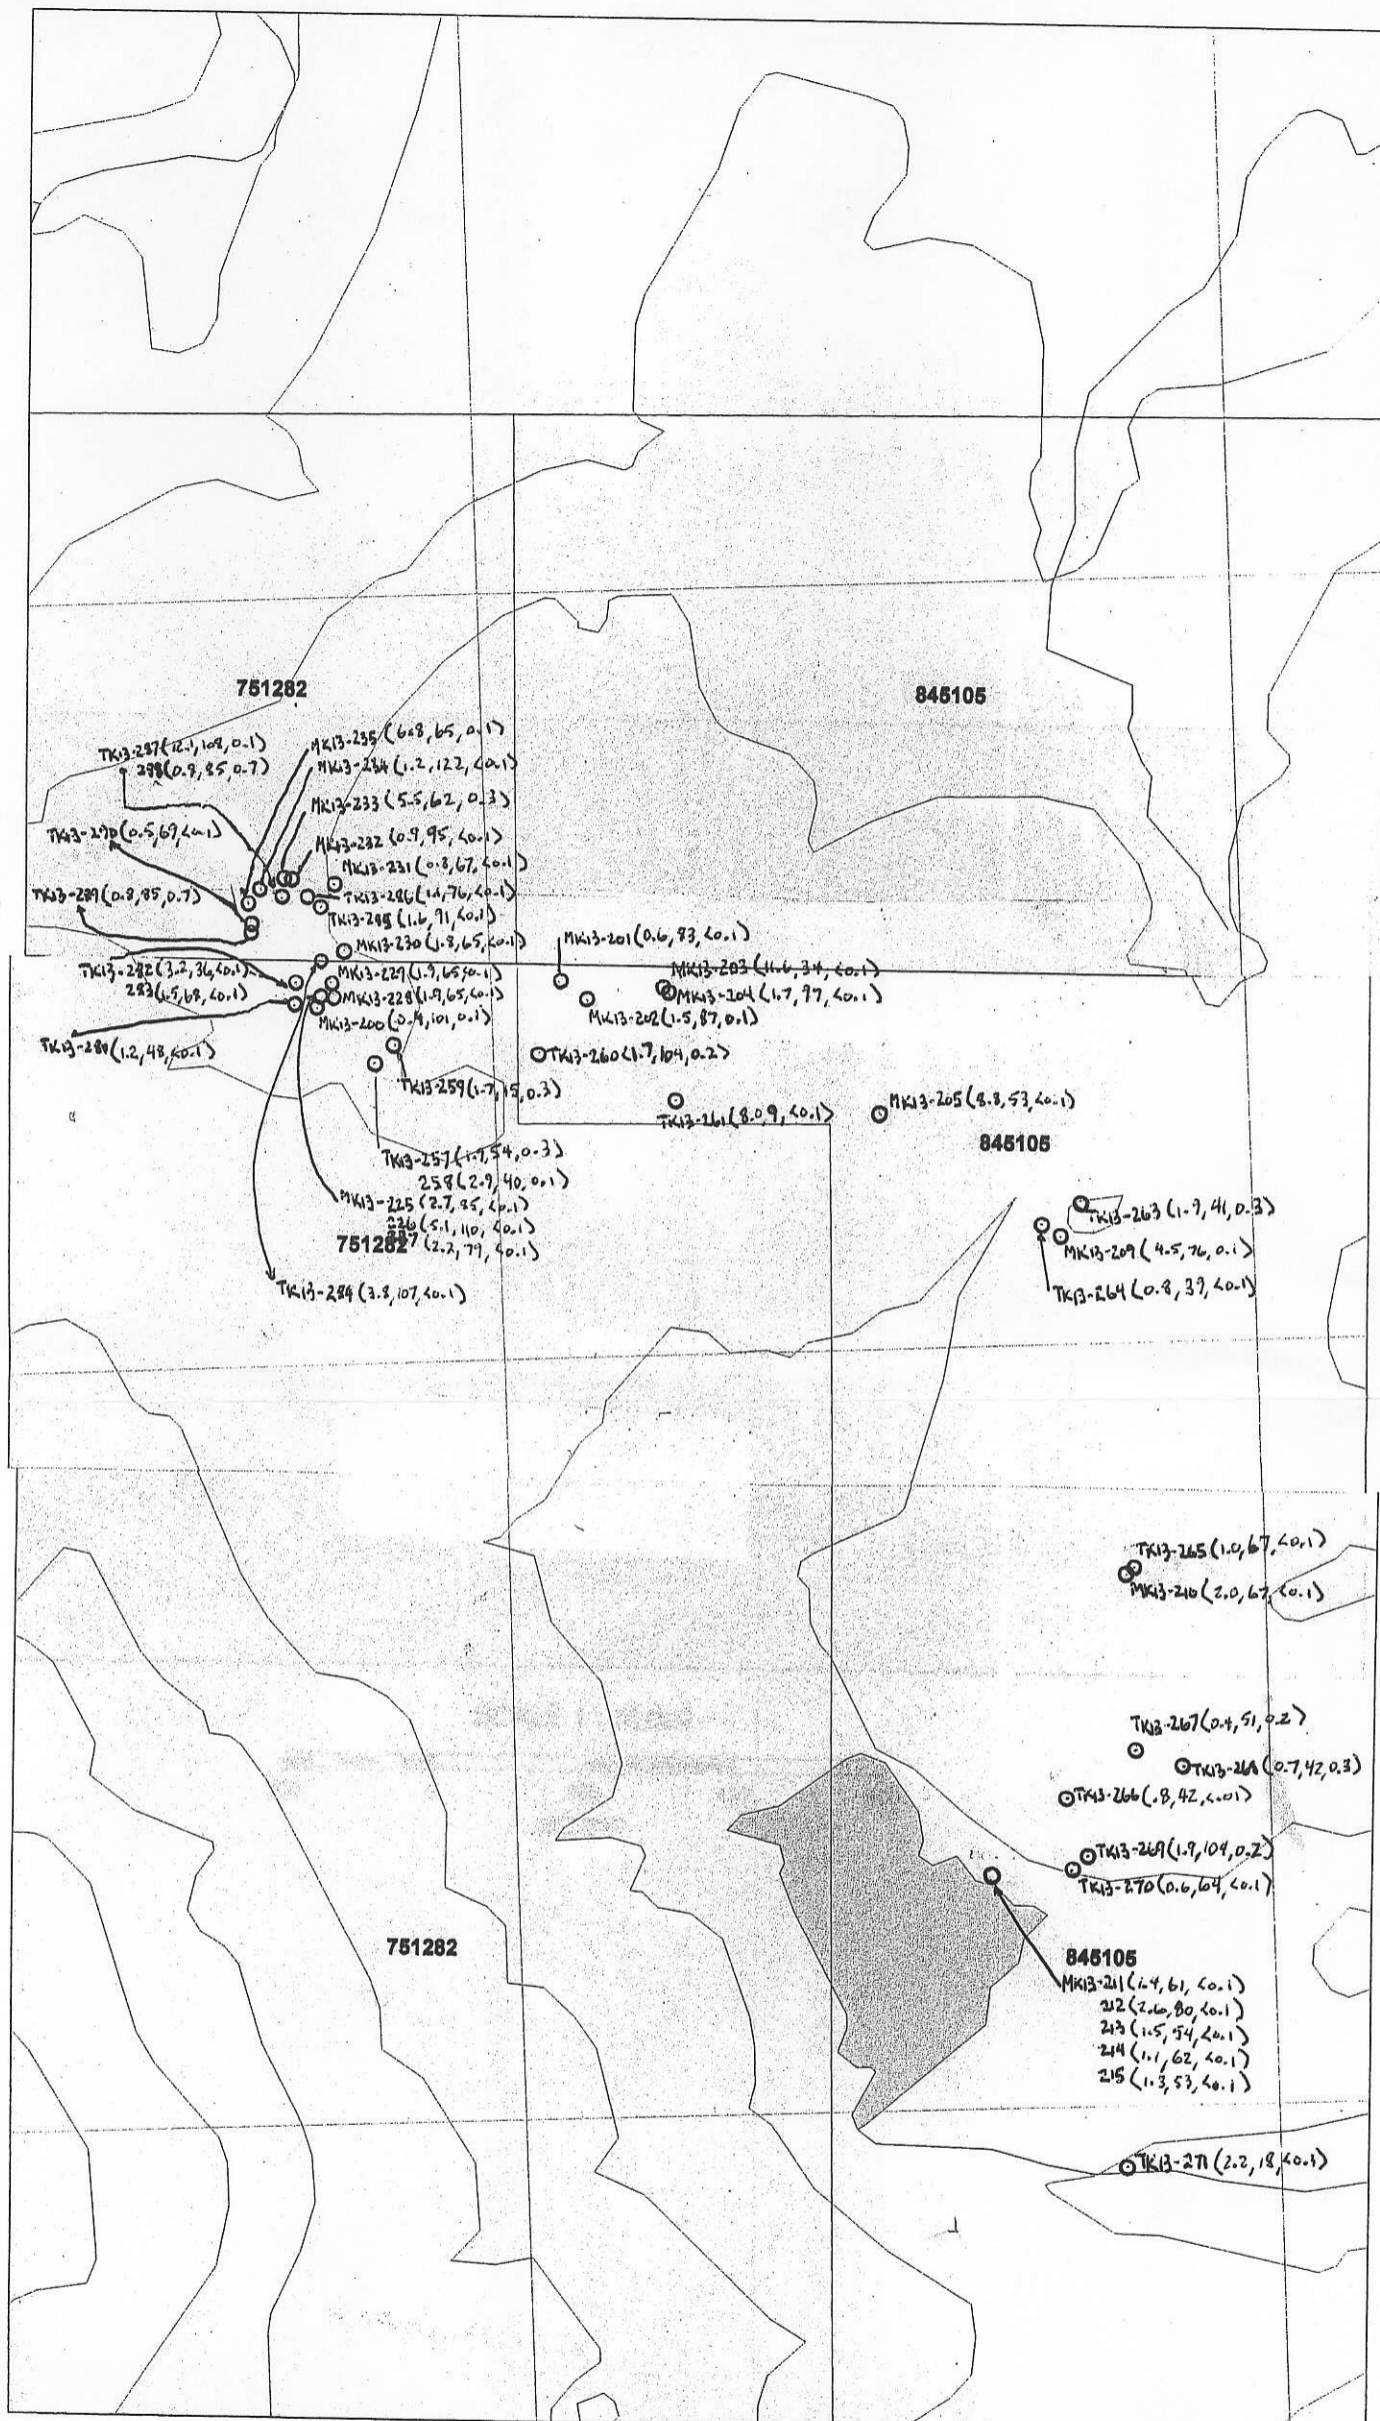 751282
845105
TK13-287(12.1,108,0.1)
288(0.8,85,0.7)
MK13-235(6.8,65,0.1)
MK13-234(1.2,122,<0.1)
MK13-233(5.5,62,0.3)
MK13-232(0.9,95,<0.1)
MK13-231(0.8,67,<0.1)
TK13-290(0.5,69,<0.1)
TK13-289(0.8,85,0.7)
TK13-286(1.1,76,<0.1)
TK13-285(1.6,91,<0.1)
MK13-230(1.8,65,<0.1)
MK13-229(1.9,65,<0.1)
MK13-228(1.9,65,<0.1)
TK13-282(3.2,36,<0.1)
283(1.5,68,<0.1)
TK13-281(1.2,48,<0.1)
MK13-201(0.6,83,<0.1)
MK13-203(11.6,34,<0.1)
MK13-204(1.7,97,<0.1)
MK13-202(1.5,87,0.1)
TK13-260(1.7,104,0.2)
TK13-259(1.7,15,0.3)
TK13-261(8.0,9,<0.1)
MK13-205(8.8,53,<0.1)
845105
TK13-257(1.7,54,0.3)
258(2.9,40,0.1)
MK13-225(2.7,85,<0.1)
226(5.1,110,<0.1)
227(2.2,79,<0.1)
751282
TK13-284(3.8,107,<0.1)
TK13-263(1.9,41,0.3)
MK13-209(4.5,76,0.1)
TK13-264(0.8,39,<0.1)
TK13-265(1.0,67,<0.1)
MK13-210(2.0,67,<0.1)
TK13-267(0.4,51,0.2)
TK13-268(0.7,42,0.3)
TK13-266(.8,42,<.01)
TK13-269(1.9,104,0.2)
TK13-270(0.6,64,<0.1)
751282
845105
MK13-211(1.4,61,<0.1)
212(2.6,80,<0.1)
213(1.5,54,<0.1)
214(1.1,62,<0.1)
215(1.3,53,<0.1)
TK13-271(2.2,18,<0.1)